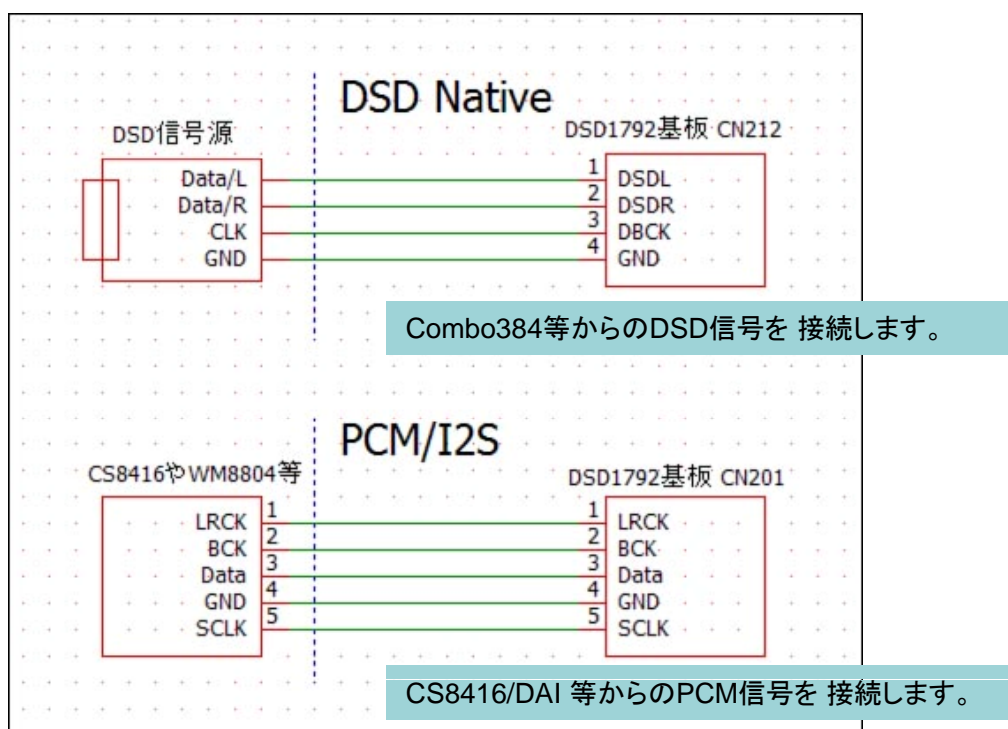 DSD Native
DSD信号源
DSD1792基板 CN212
Data/L
Data/R
CLK
GND
1
2
3
4
DSDL
DSDR
DBCK
GND
Combo384等からのDSD信号を 接続します。
PCM/I2S
CS8416やWM8804等
DSD1792基板 CN201
LRCK
BCK
Data
GND
SCLK
1
2
3
4
5
1
2
3
4
5
LRCK
BCK
Data
GND
SCLK
CS8416/DAI 等からのPCM信号を 接続します。